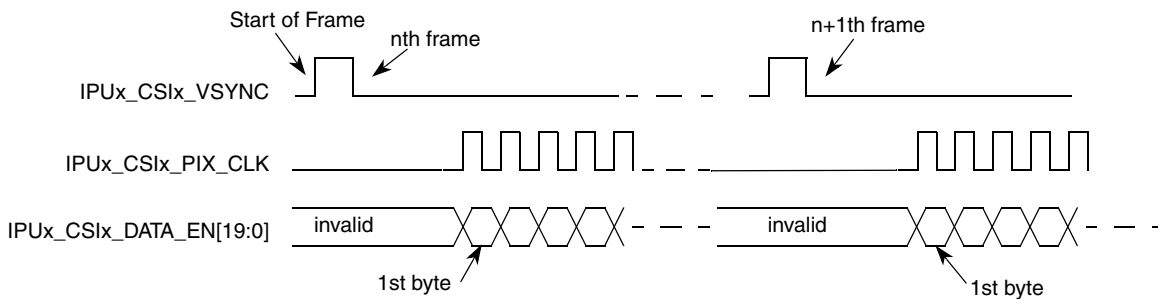 Start of Frame
nth frame
n+1th frame
IPUx_CSIx_VSYNC
IPUx_CSIx_PIX_CLK
IPUx_CSIx_DATA_EN[19:0]
invalid
invalid
1st byte
1st byte